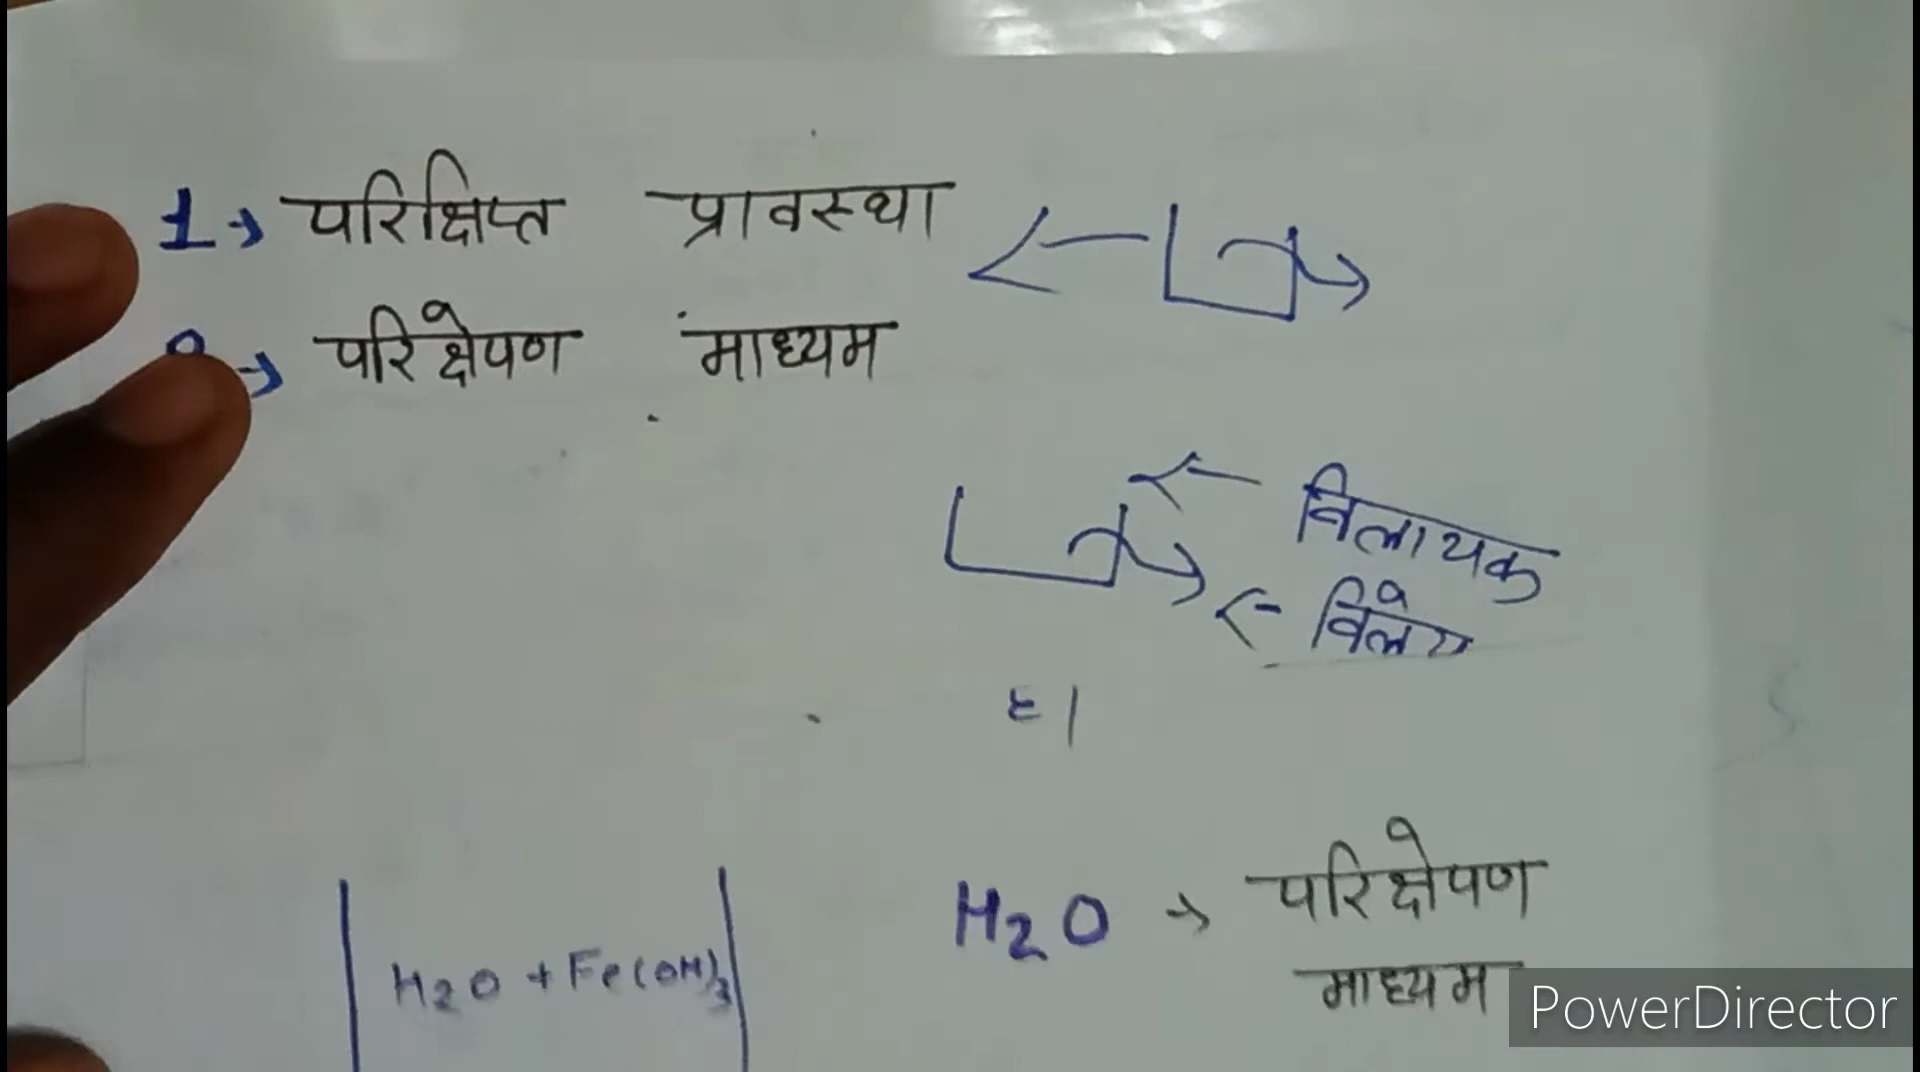 1→ परिक्षिप्त प्रावस्था
→ परिक्षेपण माध्यम
← विलायक
← विलेय
H2O → परिक्षेपण
माध्यम
H2O + Fe(OH)3
PowerDirector